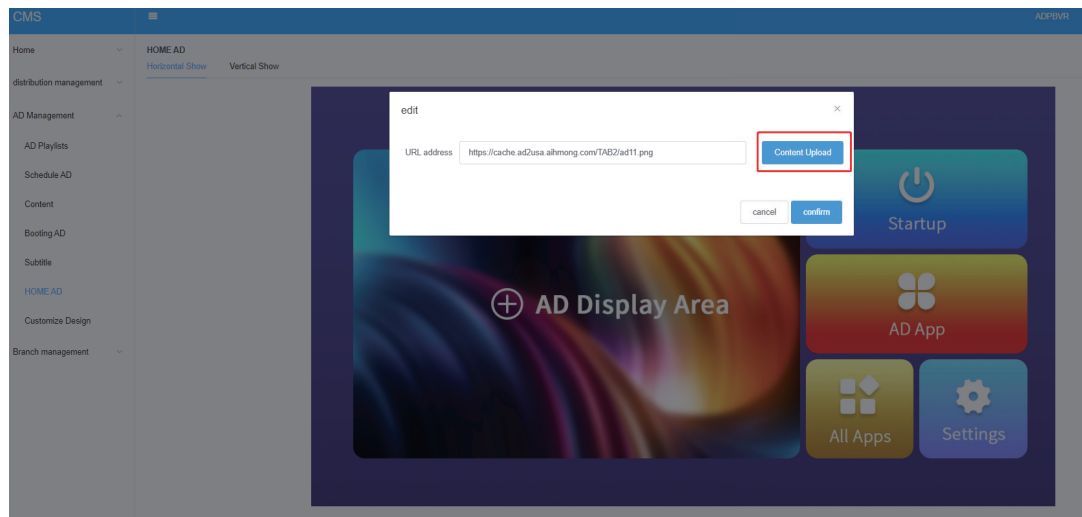 CMS
ADPBVR
Home
distribution management
AD Management
AD Playlists
Schedule AD
Content
Booting AD
Subtitle
HOME AD
Customize Design
Branch management
HOME AD
Horizontal Show Vertical Show
edit
URL address https://cache.ad2usa.aihmong.com/TAB2/ad11.png Content Upload
cancel confirm
AD Display Area
Startup
AD App
All Apps
Settings